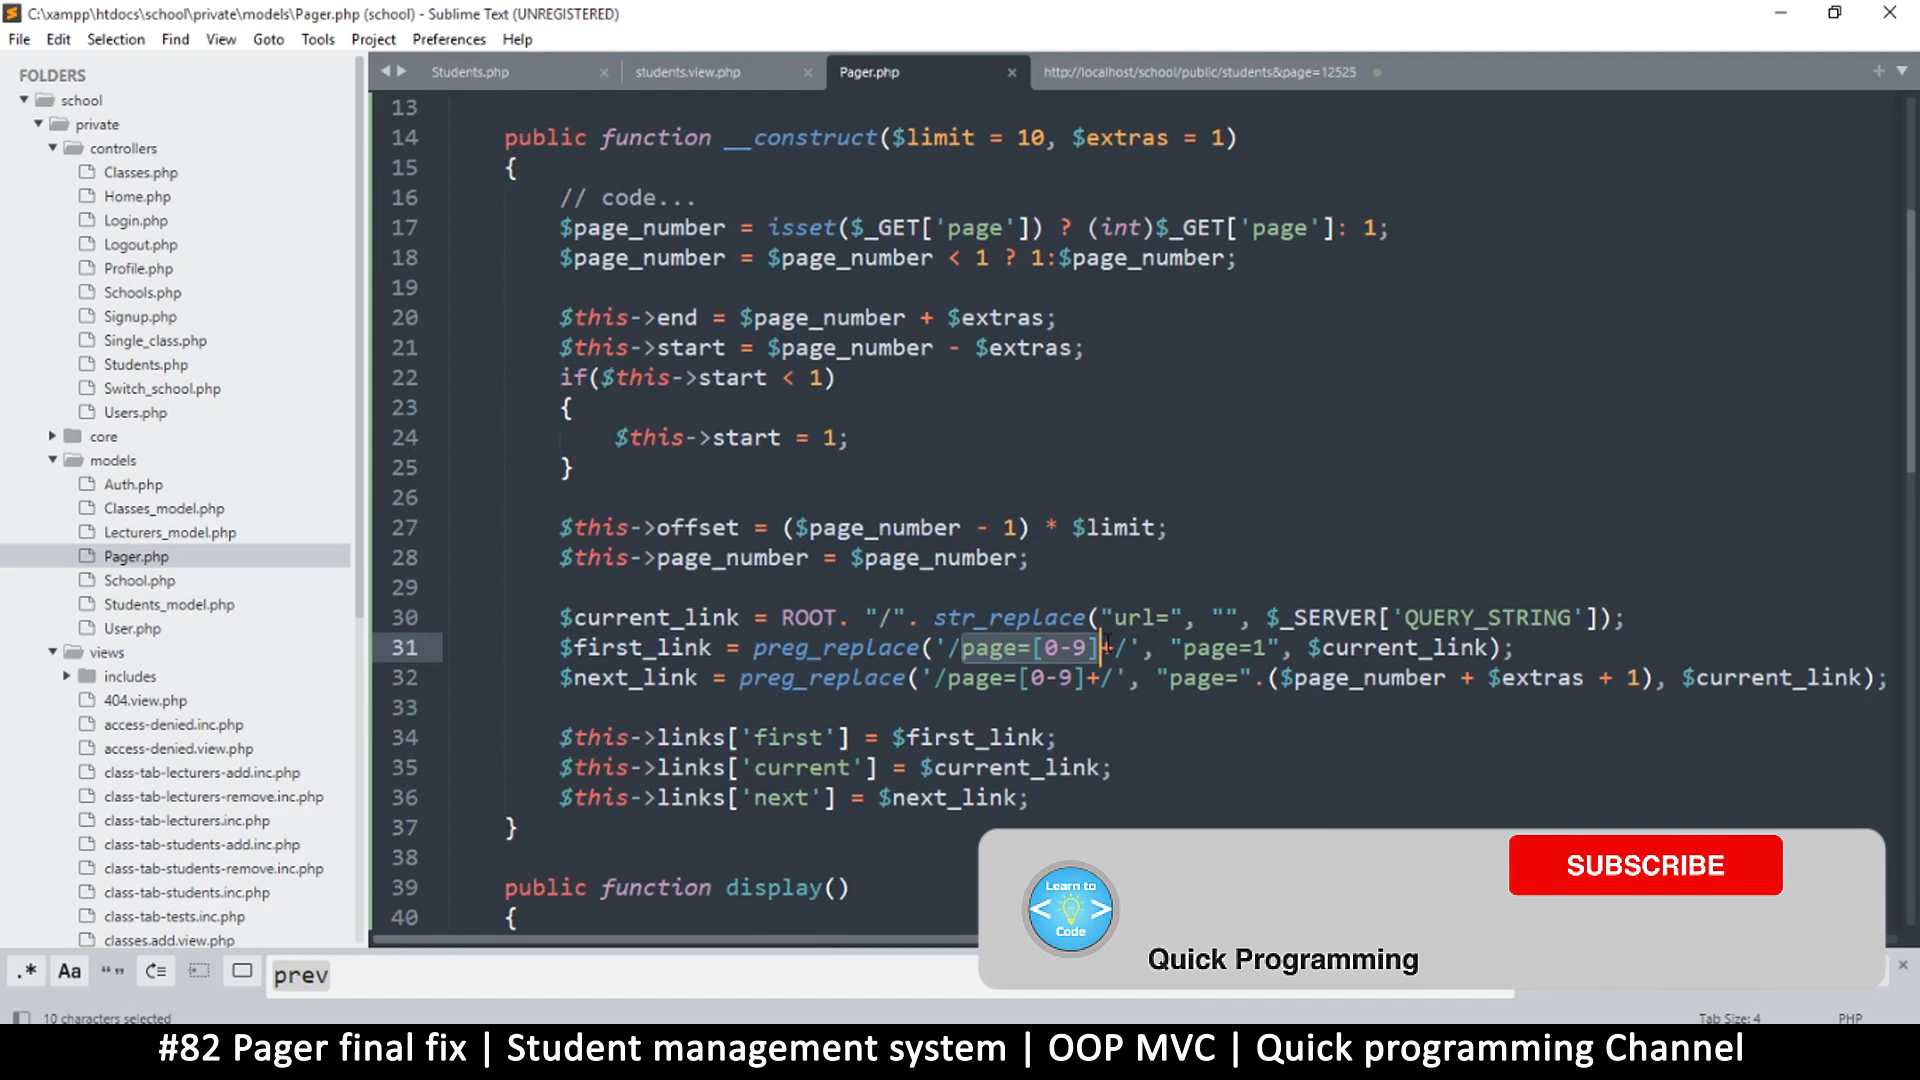 C:\xampp\htdocs\school\private\models\Pager.php (school) - Sublime Text (UNREGISTERED)
File Edit Selection Find View Goto Tools Project Preferences Help
FOLDERS
school
private
controllers
Classes.php
Home.php
Login.php
Logout.php
Profile.php
Schools.php
Signup.php
Single_class.php
Students.php
Switch_school.php
Users.php
core
models
Auth.php
Classes_model.php
Lecturers_model.php
Pager.php
School.php
Students_model.php
User.php
views
includes
404.view.php
access-denied.inc.php
access-denied.view.php
class-tab-lecturers-add.inc.php
class-tab-lecturers-remove.inc.php
class-tab-lecturers.inc.php
class-tab-students-add.inc.php
class-tab-students-remove.inc.php
class-tab-students.inc.php
class-tab-tests.inc.php
classes.add.view.php
Students.php students.view.php Pager.php http://localhost/school/public/students&page=12525
13
14 public function __construct($limit = 10, $extras = 1)
15 {
16 // code...
17 $page_number = isset($_GET['page']) ? (int)$_GET['page']: 1;
18 $page_number = $page_number < 1 ? 1:$page_number;
19
20 $this->end = $page_number + $extras;
21 $this->start = $page_number - $extras;
22 if($this->start < 1)
23 {
24 $this->start = 1;
25 }
26
27 $this->offset = ($page_number - 1) * $limit;
28 $this->page_number = $page_number;
29
30 $current_link = ROOT. "/". str_replace("url=", "", $_SERVER['QUERY_STRING']);
31 $first_link = preg_replace('/page=[0-9]+/', "page=1", $current_link);
32 $next_link = preg_replace('/page=[0-9]+/', "page=".($page_number + $extras + 1), $current_link);
33
34 $this->links['first'] = $first_link;
35 $this->links['current'] = $current_link;
36 $this->links['next'] = $next_link;
37 }
38
39 public function display()
40 {
SUBSCRIBE
Learn to
< >
Code
Quick Programming
.* Aa “” prev
10 characters selected Tab Size: 4 PHP
#82 Pager final fix | Student management system | OOP MVC | Quick programming Channel